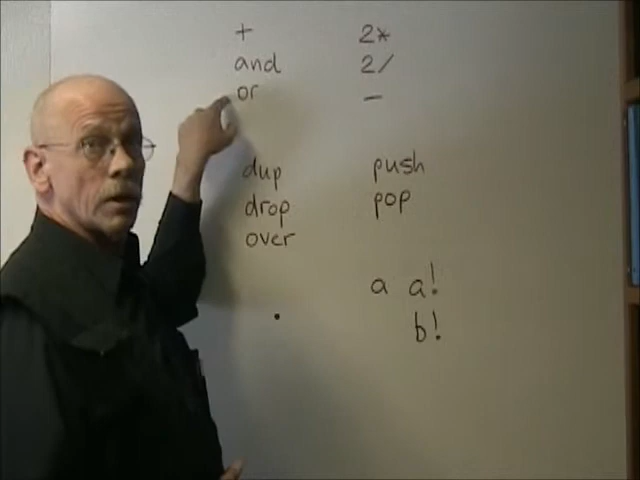 + 2*
and 2/
or –
dup push
drop pop
over
a a!
. b!